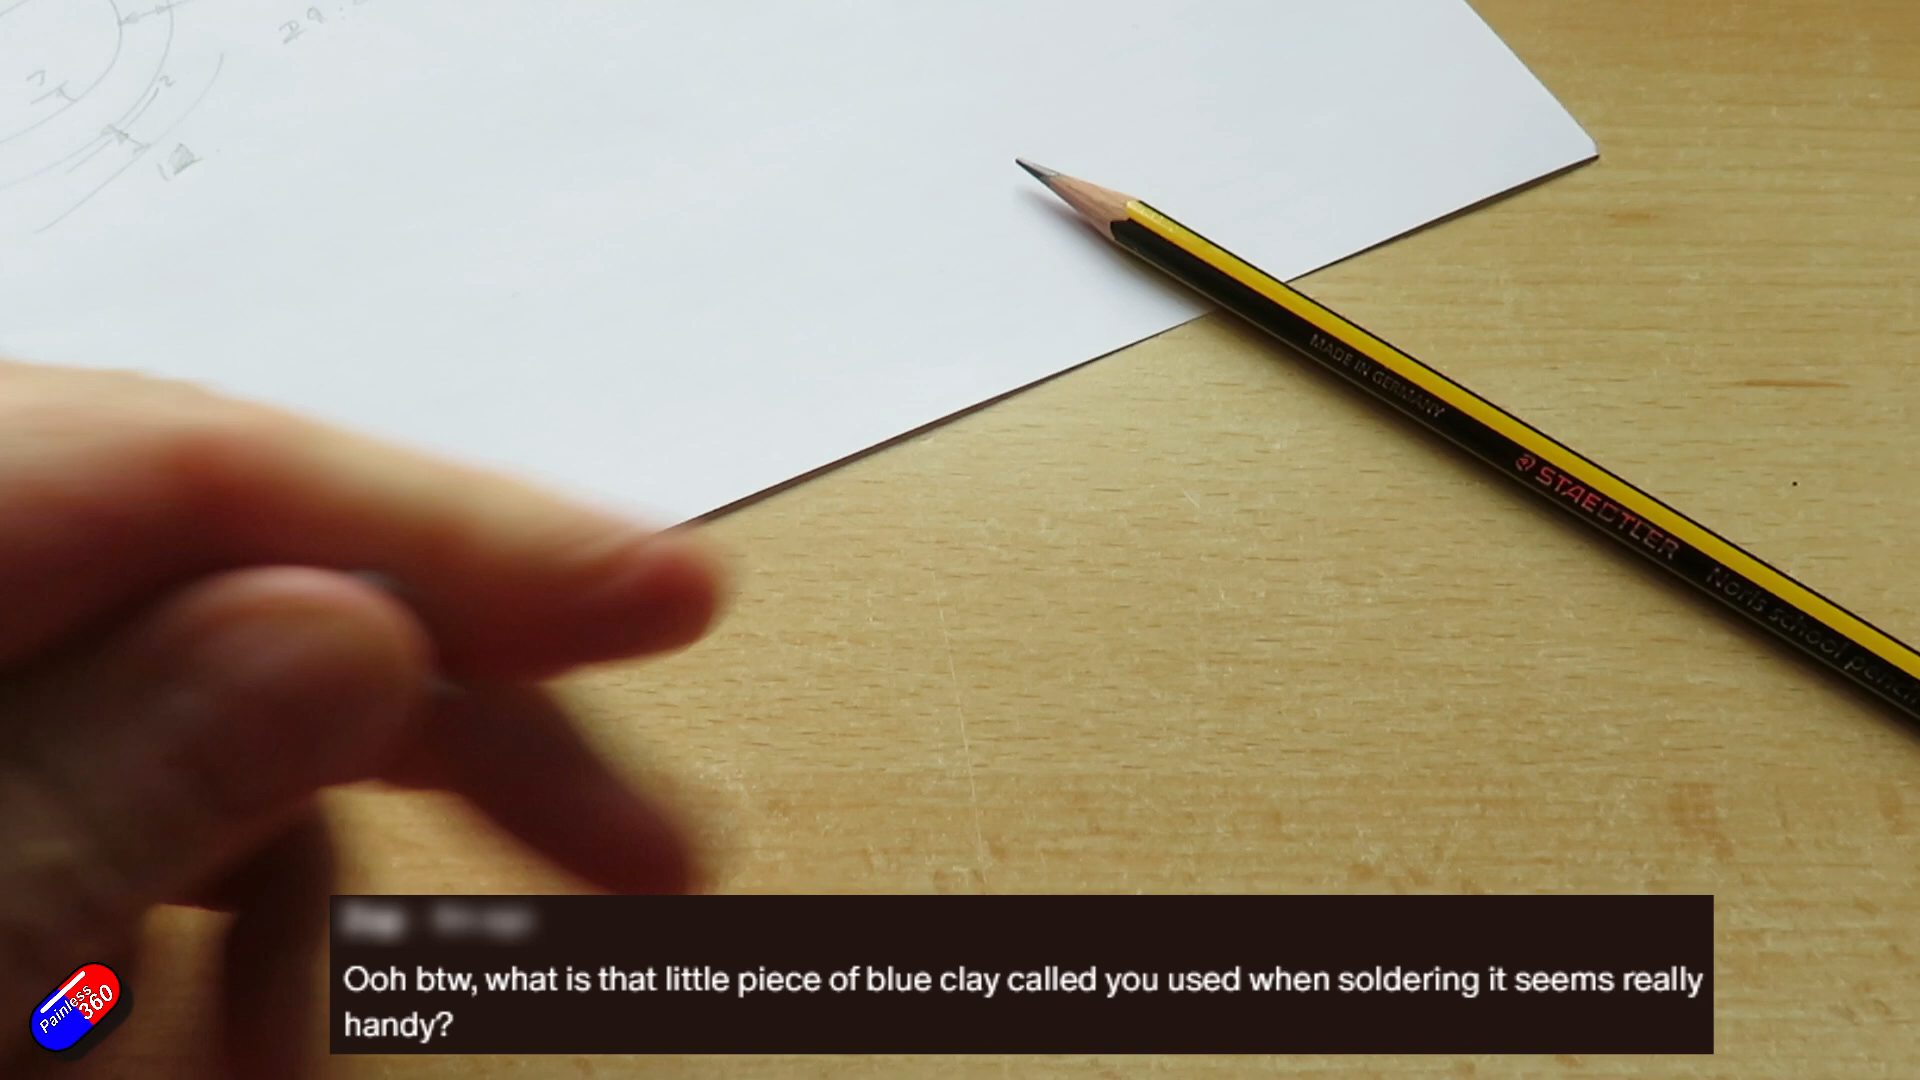 MADE IN GERMANY
STAEDTLER Noris school pencil
Ooh btw, what is that little piece of blue clay called you used when soldering it seems really
handy?
Painless
360